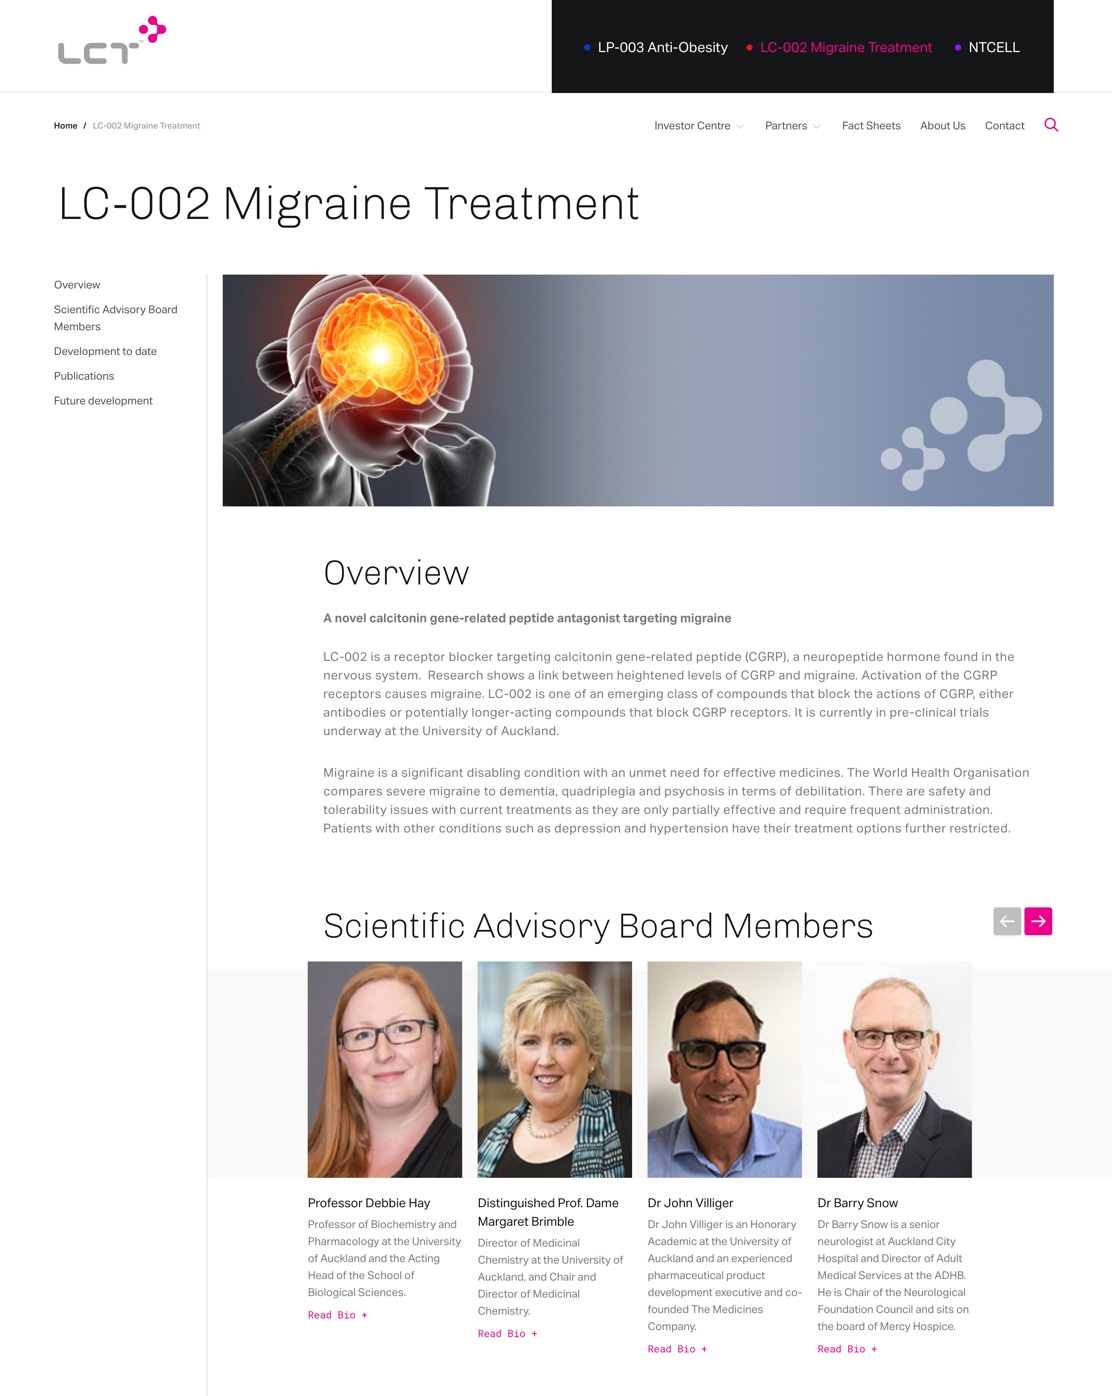 LCT
LP-003 Anti-Obesity
LC-002 Migraine Treatment
NTCELL
Home / LC-002 Migraine Treatment
Investor Centre
Partners
Fact Sheets
About Us
Contact
LC-002 Migraine Treatment
Overview
Scientific Advisory Board
Members
Development to date
Publications
Future development
Overview
A novel calcitonin gene-related peptide antagonist targeting migraine
LC-002 is a receptor blocker targeting calcitonin gene-related peptide (CGRP), a neuropeptide hormone found in the
nervous system.  Research shows a link between heightened levels of CGRP and migraine. Activation of the CGRP
receptors causes migraine. LC-002 is one of an emerging class of compounds that block the actions of CGRP, either
antibodies or potentially longer-acting compounds that block CGRP receptors. It is currently in pre-clinical trials
underway at the University of Auckland.
Migraine is a significant disabling condition with an unmet need for effective medicines. The World Health Organisation
compares severe migraine to dementia, quadriplegia and psychosis in terms of debilitation. There are safety and
tolerability issues with current treatments as they are only partially effective and require frequent administration.
Patients with other conditions such as depression and hypertension have their treatment options further restricted.
Scientific Advisory Board Members
Professor Debbie Hay
Professor of Biochemistry and
Pharmacology at the University
of Auckland and the Acting
Head of the School of
Biological Sciences.
Read Bio +
Distinguished Prof. Dame
Margaret Brimble
Director of Medicinal
Chemistry at the University of
Auckland, and Chair and
Director of Medicinal
Chemistry.
Read Bio +
Dr John Villiger
Dr John Villiger is an Honorary
Academic at the University of
Auckland and an experienced
pharmaceutical product
development executive and co-
founded The Medicines
Company.
Read Bio +
Dr Barry Snow
Dr Barry Snow is a senior
neurologist at Auckland City
Hospital and Director of Adult
Medical Services at the ADHB.
He is Chair of the Neurological
Foundation Council and sits on
the board of Mercy Hospice.
Read Bio +